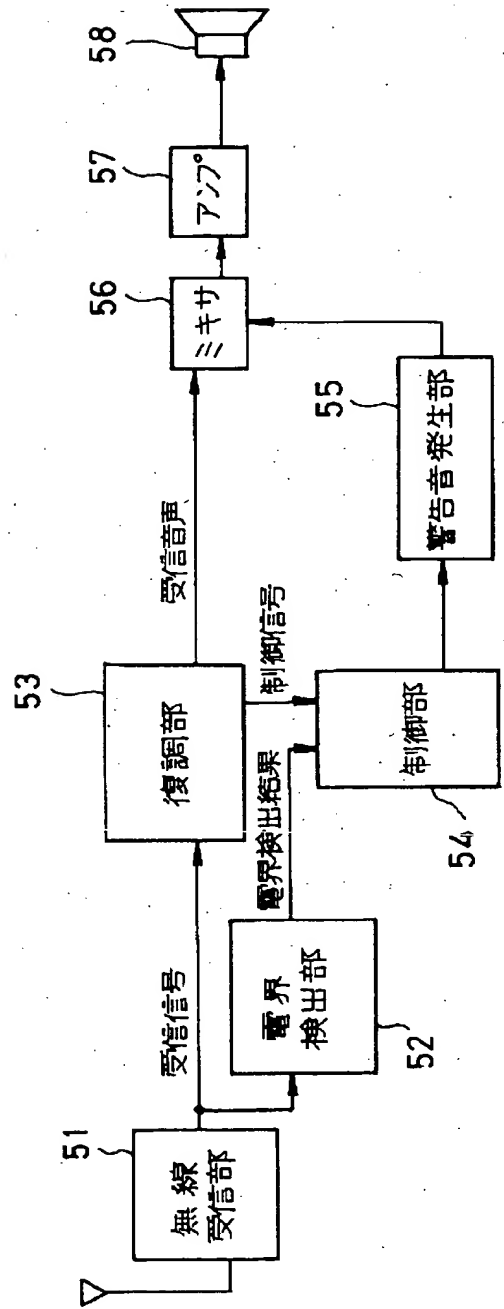 51
無線
受信部
受信信号
52
電界
検出部
電界検出結果
53
復調部
制御信号
54
制御部
受信音声
55
警告音発生部
56
ミキサ
57
アンプ
58